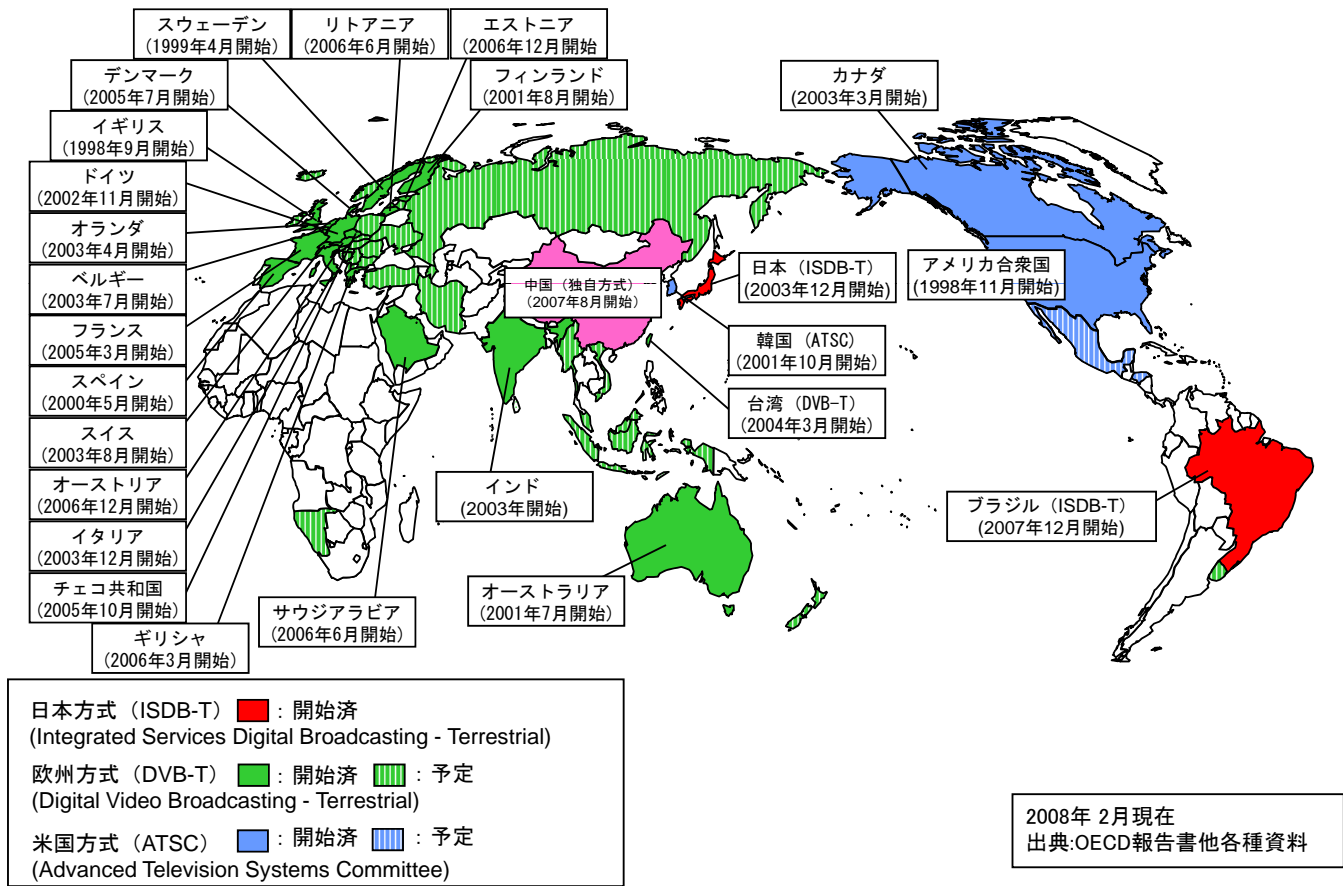 スウェーデン
(1999年4月開始)
リトアニア
(2006年6月開始)
エストニア
(2006年12月開始
デンマーク
(2005年7月開始)
フィンランド
(2001年8月開始)
カナダ
(2003年3月開始)
イギリス
(1998年9月開始)
ドイツ
(2002年11月開始)
オランダ
(2003年4月開始)
ベルギー
(2003年7月開始)
フランス
(2005年3月開始)
スペイン
(2000年5月開始)
スイス
(2003年8月開始)
オーストリア
(2006年12月開始)
イタリア
(2003年12月開始)
チェコ共和国
(2005年10月開始)
ギリシャ
(2006年3月開始)
サウジアラビア
(2006年6月開始)
中国（独自方式）
(2007年8月開始)
日本（ISDB-T）
(2003年12月開始)
アメリカ合衆国
(1998年11月開始)
韓国（ATSC）
(2001年10月開始)
台湾（DVB-T）
(2004年3月開始)
インド
(2003年開始)
オーストラリア
(2001年7月開始)
ブラジル（ISDB-T）
(2007年12月開始)
日本方式（ISDB-T）：開始済
(Integrated Services Digital Broadcasting - Terrestrial)
欧州方式（DVB-T）：開始済：予定
(Digital Video Broadcasting - Terrestrial)
米国方式（ATSC）：開始済：予定
(Advanced Television Systems Committee)
2008年 2月現在
出典:OECD報告書他各種資料